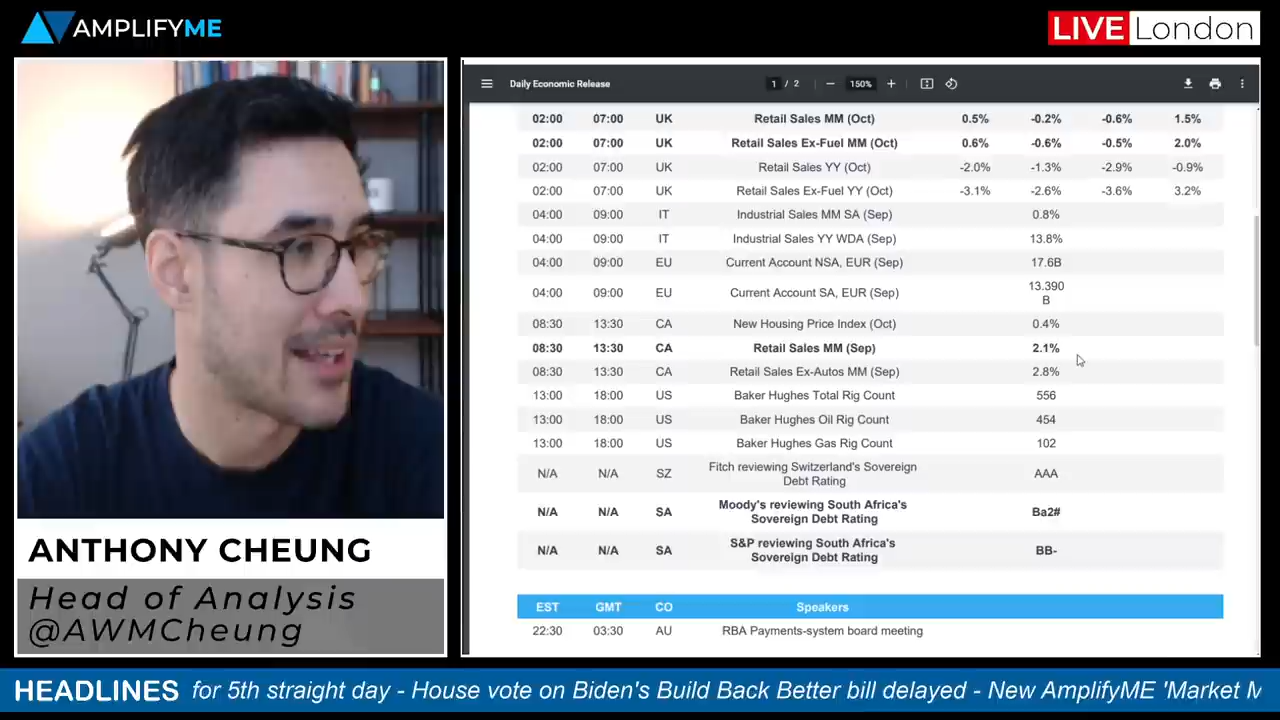 AMPLIFYME
LIVE London
Daily Economic Release
1 / 2
150%
02:00 07:00 UK Retail Sales MM (Oct) 0.5% -0.2% -0.6% 1.5%
02:00 07:00 UK Retail Sales Ex-Fuel MM (Oct) 0.6% -0.6% -0.5% 2.0%
02:00 07:00 UK Retail Sales YY (Oct) -2.0% -1.3% -2.9% -0.9%
02:00 07:00 UK Retail Sales Ex-Fuel YY (Oct) -3.1% -2.6% -3.6% 3.2%
04:00 09:00 IT Industrial Sales MM SA (Sep) 0.8%
04:00 09:00 IT Industrial Sales YY WDA (Sep) 13.8%
04:00 09:00 EU Current Account NSA, EUR (Sep) 17.6B
04:00 09:00 EU Current Account SA, EUR (Sep) 13.390
B
08:30 13:30 CA New Housing Price Index (Oct) 0.4%
08:30 13:30 CA Retail Sales MM (Sep) 2.1%
08:30 13:30 CA Retail Sales Ex-Autos MM (Sep) 2.8%
13:00 18:00 US Baker Hughes Total Rig Count 556
13:00 18:00 US Baker Hughes Oil Rig Count 454
13:00 18:00 US Baker Hughes Gas Rig Count 102
N/A N/A SZ Fitch reviewing Switzerland's Sovereign
Debt Rating AAA
N/A N/A SA Moody's reviewing South Africa's
Sovereign Debt Rating Ba2#
N/A N/A SA S&P reviewing South Africa's
Sovereign Debt Rating BB-
EST GMT CO Speakers
22:30 03:30 AU RBA Payments-system board meeting
ANTHONY CHEUNG
Head of Analysis
@AWMCheung
HEADLINES for 5th straight day - House vote on Biden's Build Back Better bill delayed - New AmplifyME 'Market M